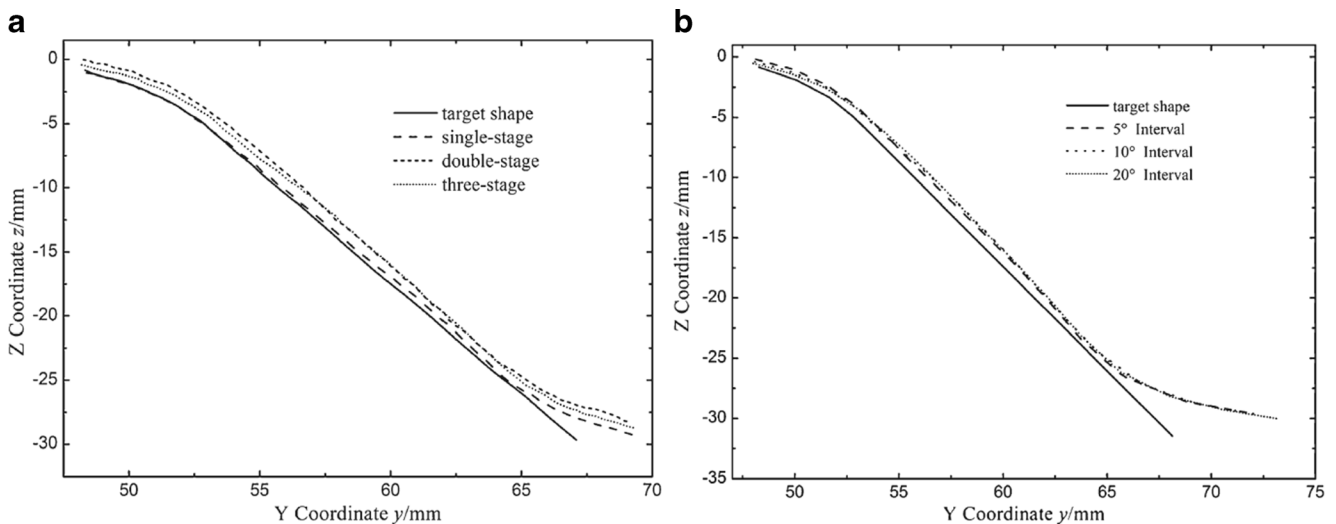 a
0
-5
-10
-15
-20
-25
-30
Z Coordinate z/mm
target shape
single-stage
double-stage
three-stage
50 55 60 65 70
Y Coordinate y/mm
b
0
-5
-10
-15
-20
-25
-30
-35
Z Coordinate z/mm
target shape
5° Interval
10° Interval
20° Interval
50 55 60 65 70 75
Y Coordinate y/mm